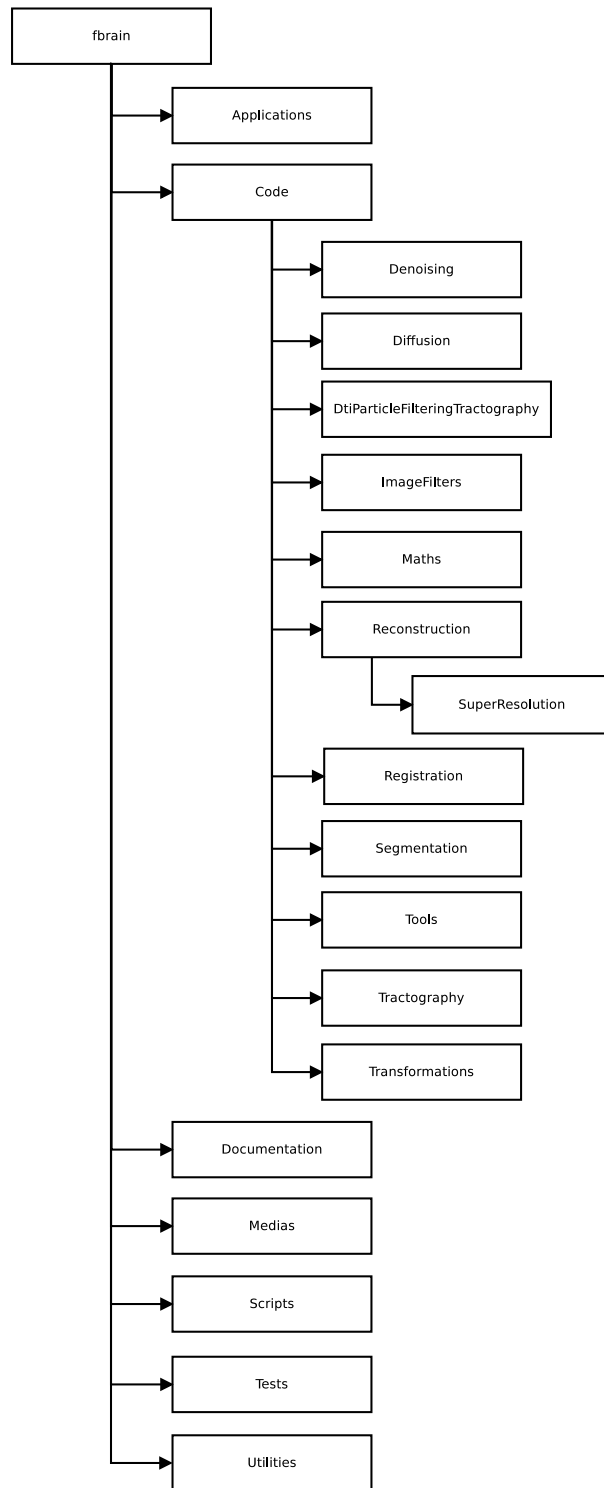 fbrain
Applications
Code
Denoising
Diffusion
DtiParticleFilteringTractography
ImageFilters
Maths
Reconstruction
SuperResolution
Registration
Segmentation
Tools
Tractography
Transformations
Documentation
Medias
Scripts
Tests
Utilities